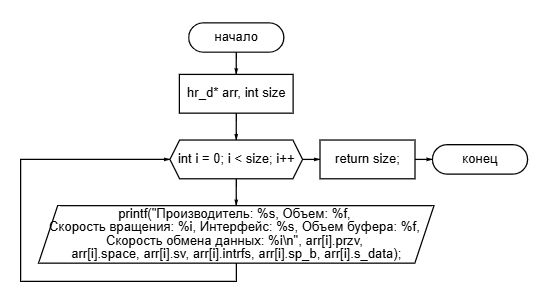 начало
hr_d* arr, int size
int i = 0; i < size; i++
return size;
конец
printf("Производитель: %s, Объем: %f,
Скорость вращения: %i, Интерфейс: %s, Объем буфера: %f,
Скорость обмена данных: %i\n", arr[i].przv,
arr[i].space, arr[i].sv, arr[i].intrfs, arr[i].sp_b, arr[i].s_data);